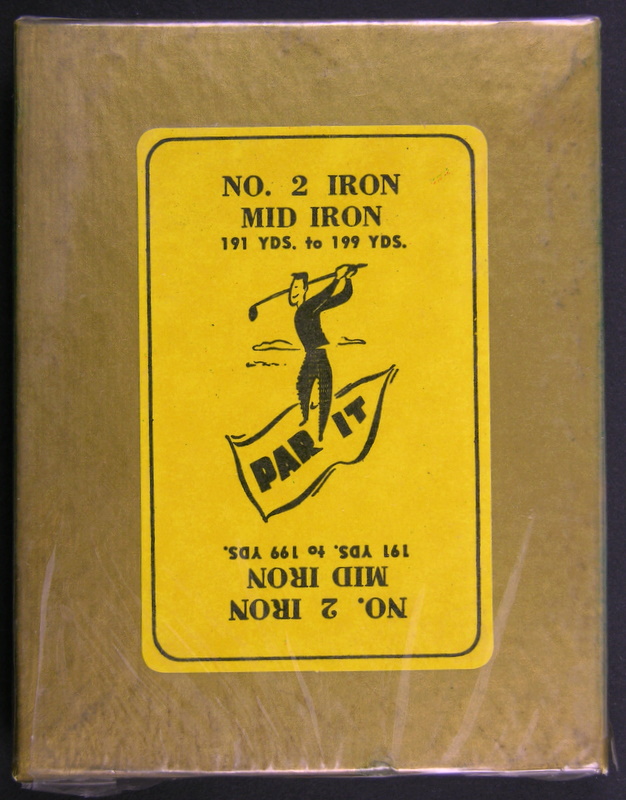 NO. 2 IRON
MID IRON
191 YDS. to 199 YDS.
PAR IT
191 YDS. to 199 YDS.
MID IRON
NO. 2 IRON